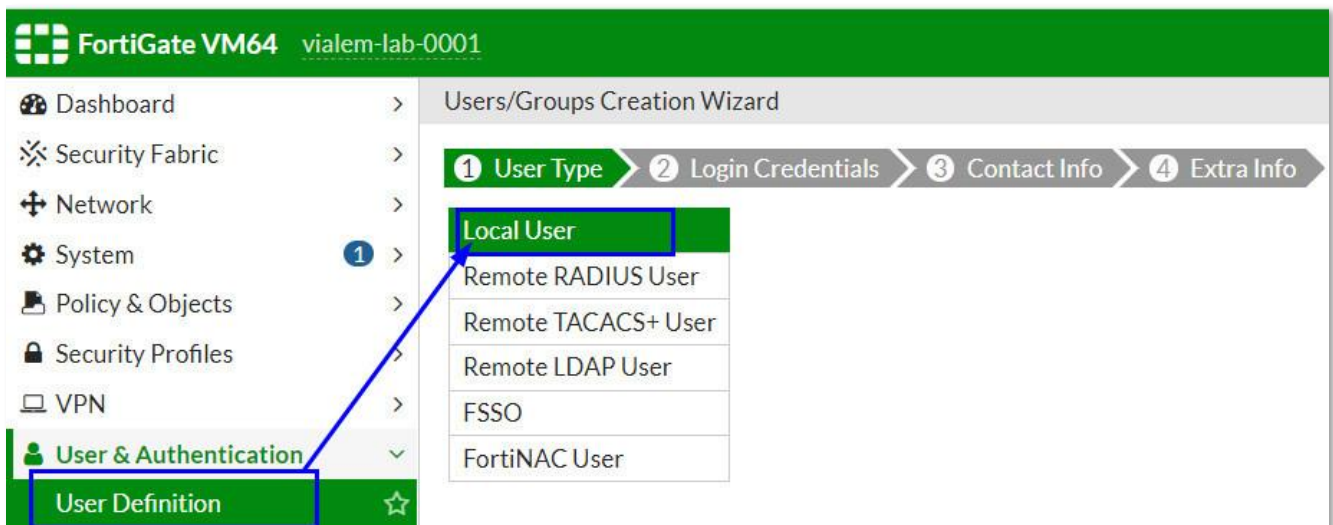 FortiGate VM64 vialem-lab-0001
Dashboard
Security Fabric
Network
System 1
Policy & Objects
Security Profiles
VPN
User & Authentication
User Definition
Users/Groups Creation Wizard
1 User Type 2 Login Credentials 3 Contact Info 4 Extra Info
Local User
Remote RADIUS User
Remote TACACS+ User
Remote LDAP User
FSSO
FortiNAC User